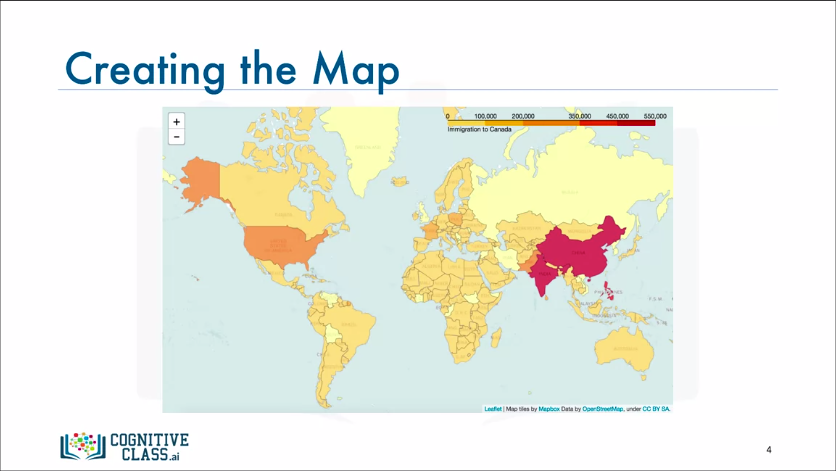 Creating the Map
+
−
0 100,000 200,000 350,000 450,000 550,000
Immigration to Canada
Leaflet | Map tiles by Mapbox Data by OpenStreetMap, under CC BY SA.
COGNITIVE
CLASS.ai
4